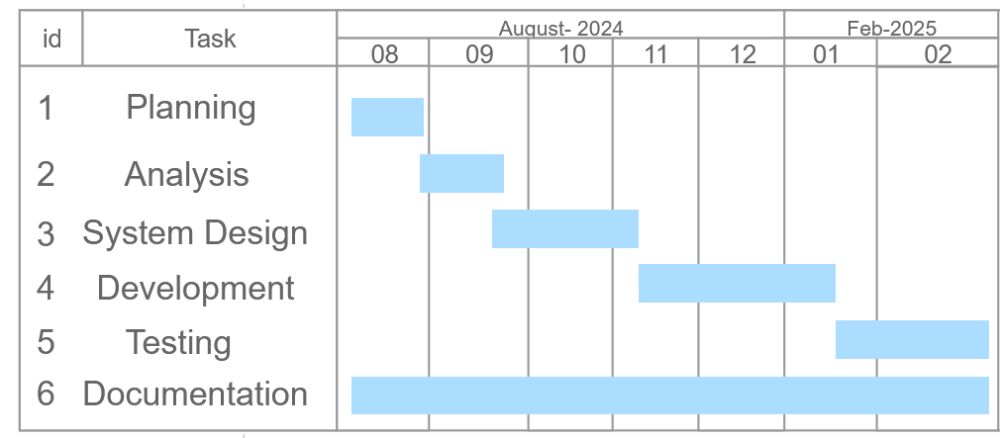 id Task August- 2024 Feb-2025
08 09 10 11 12 01 02
1 Planning
2 Analysis
3 System Design
4 Development
5 Testing
6 Documentation